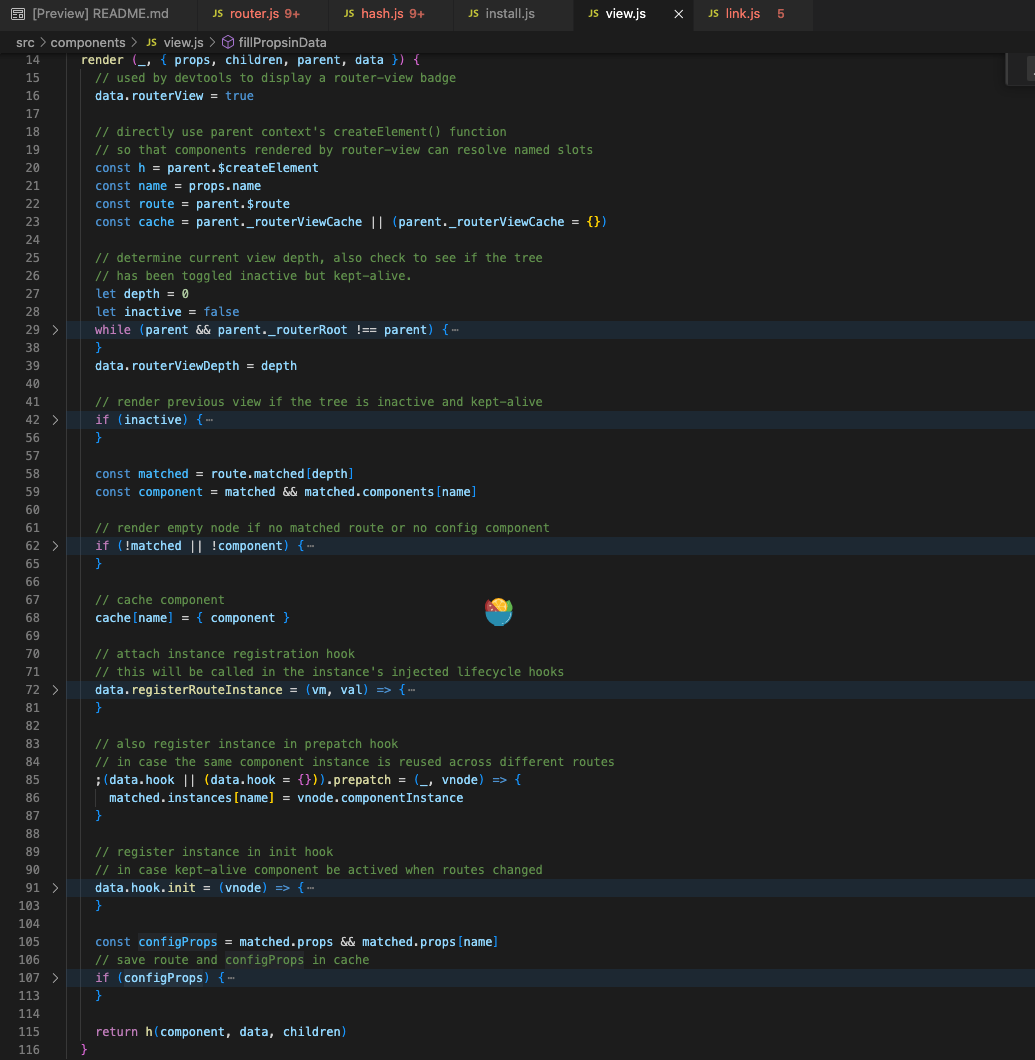 [Preview] README.md JS router.js 9+ JS hash.js 9+ JS install.js JS view.js × JS link.js 5
src > components > JS view.js > fillPropsinData
14 render (_, { props, children, parent, data }) {
15 // used by devtools to display a router-view badge
16 data.routerView = true
17
18 // directly use parent context's createElement() function
19 // so that components rendered by router-view can resolve named slots
20 const h = parent.$createElement
21 const name = props.name
22 const route = parent.$route
23 const cache = parent._routerViewCache || (parent._routerViewCache = {})
24
25 // determine current view depth, also check to see if the tree
26 // has been toggled inactive but kept-alive.
27 let depth = 0
28 let inactive = false
29 > while (parent && parent._routerRoot !== parent) {…
38 }
39 data.routerViewDepth = depth
40
41 // render previous view if the tree is inactive and kept-alive
42 > if (inactive) {…
56 }
57
58 const matched = route.matched[depth]
59 const component = matched && matched.components[name]
60
61 // render empty node if no matched route or no config component
62 > if (!matched || !component) {…
65 }
66
67 // cache component
68 cache[name] = { component }
69
70 // attach instance registration hook
71 // this will be called in the instance's injected lifecycle hooks
72 > data.registerRouteInstance = (vm, val) => {…
81 }
82
83 // also register instance in prepatch hook
84 // in case the same component instance is reused across different routes
85 ;(data.hook || (data.hook = {})).prepatch = (_, vnode) => {
86 matched.instances[name] = vnode.componentInstance
87 }
88
89 // register instance in init hook
90 // in case kept-alive component be actived when routes changed
91 > data.hook.init = (vnode) => {…
103 }
104
105 const configProps = matched.props && matched.props[name]
106 // save route and configProps in cache
107 > if (configProps) {…
113 }
114
115 return h(component, data, children)
116 }